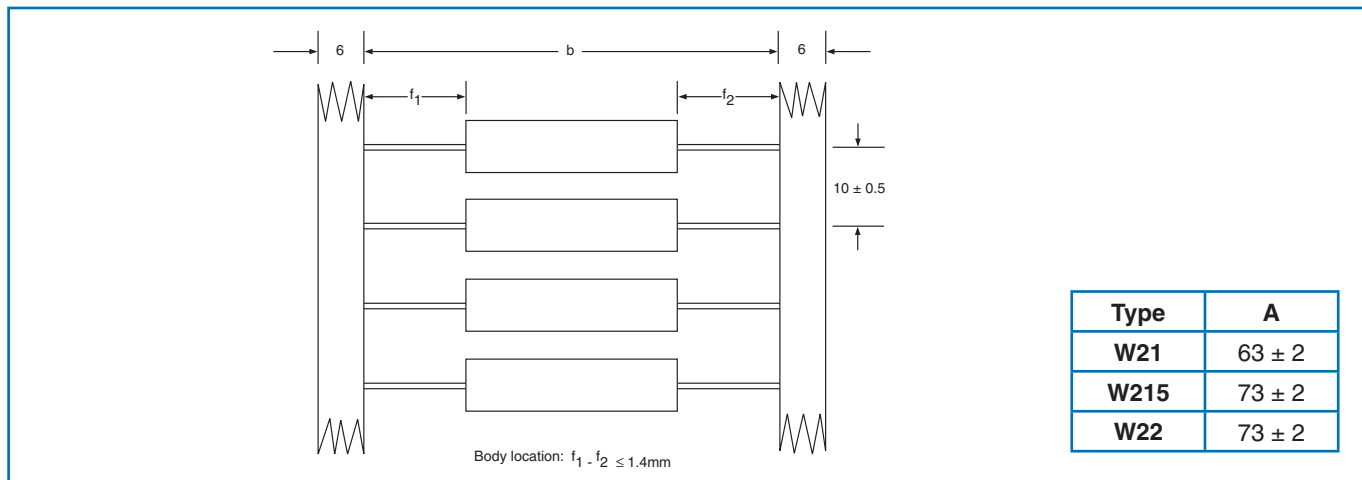 6 b 6
f1 f2
10 ± 0.5
Type A
W21 63 ± 2
W215 73 ± 2
W22 73 ± 2
Body location: f1 - f2 ≤ 1.4mm